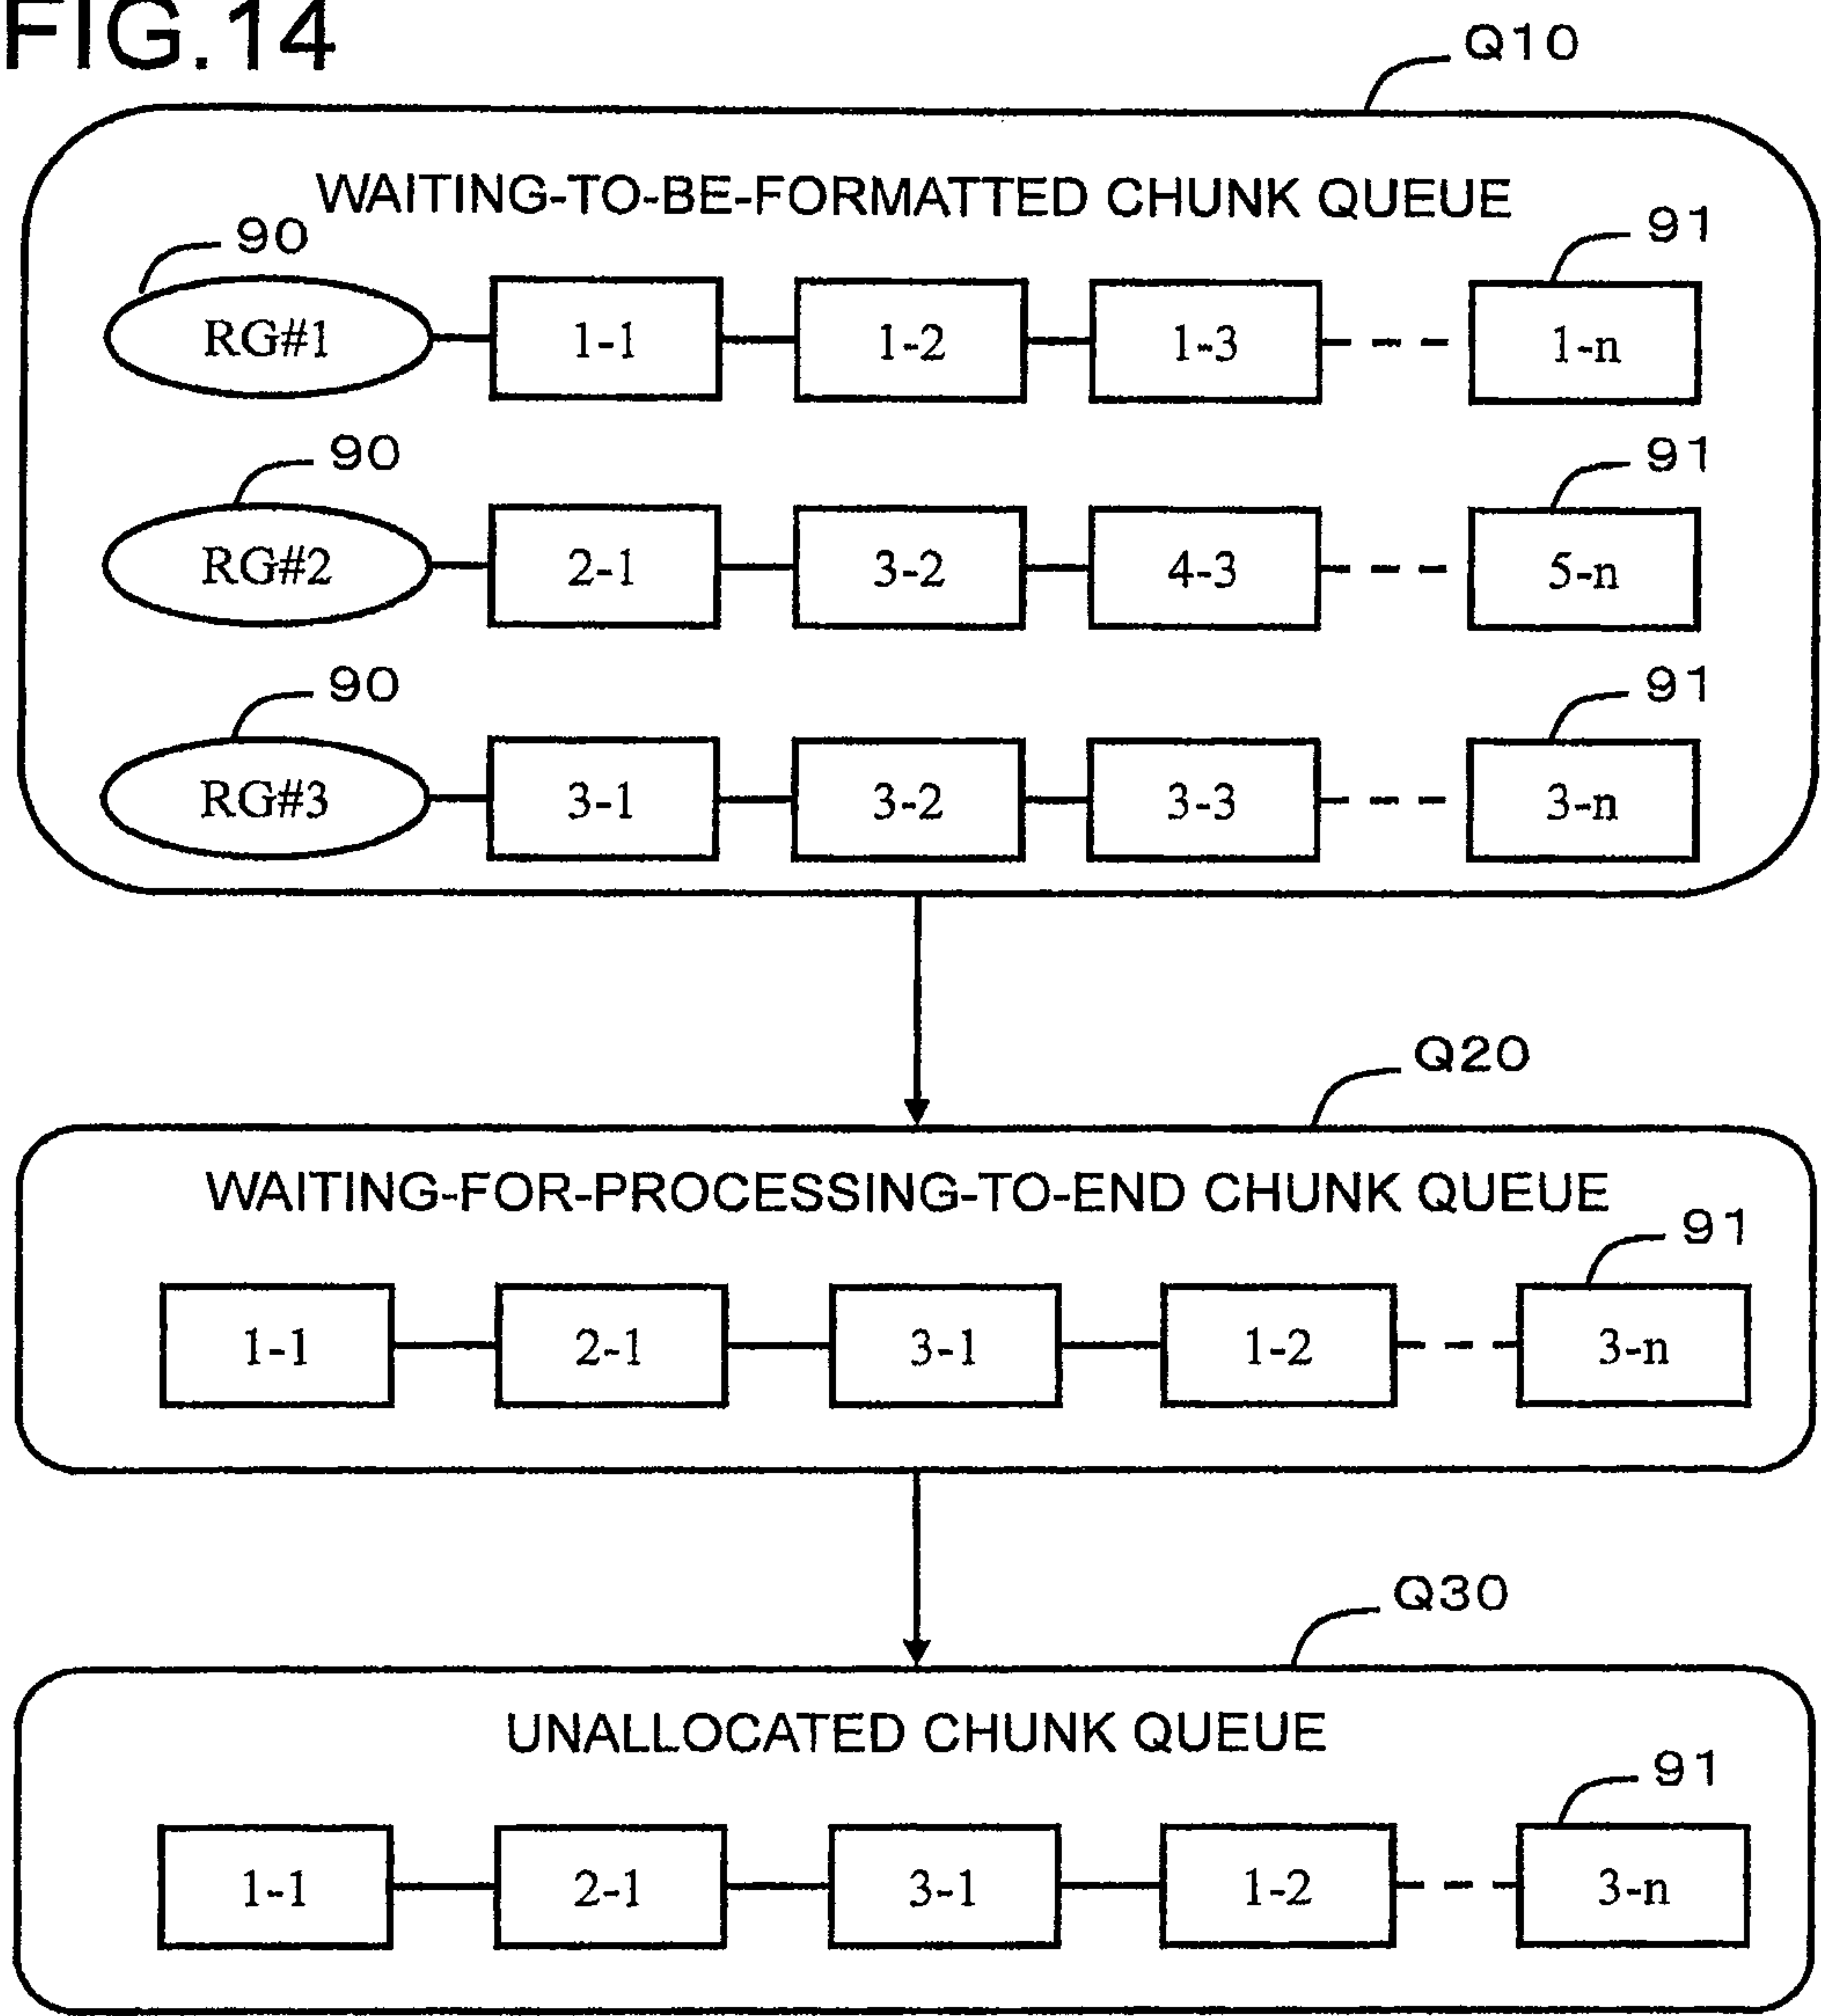 FIG.14
Q10
WAITING-TO-BE-FORMATTED CHUNK QUEUE
90 91
RG#1 1-1 1-2 1-3 1-n
90 91
RG#2 2-1 3-2 4-3 5-n
90 91
RG#3 3-1 3-2 3-3 3-n
Q20
WAITING-FOR-PROCESSING-TO-END CHUNK QUEUE
91
1-1 2-1 3-1 1-2 3-n
Q30
UNALLOCATED CHUNK QUEUE
91
1-1 2-1 3-1 1-2 3-n